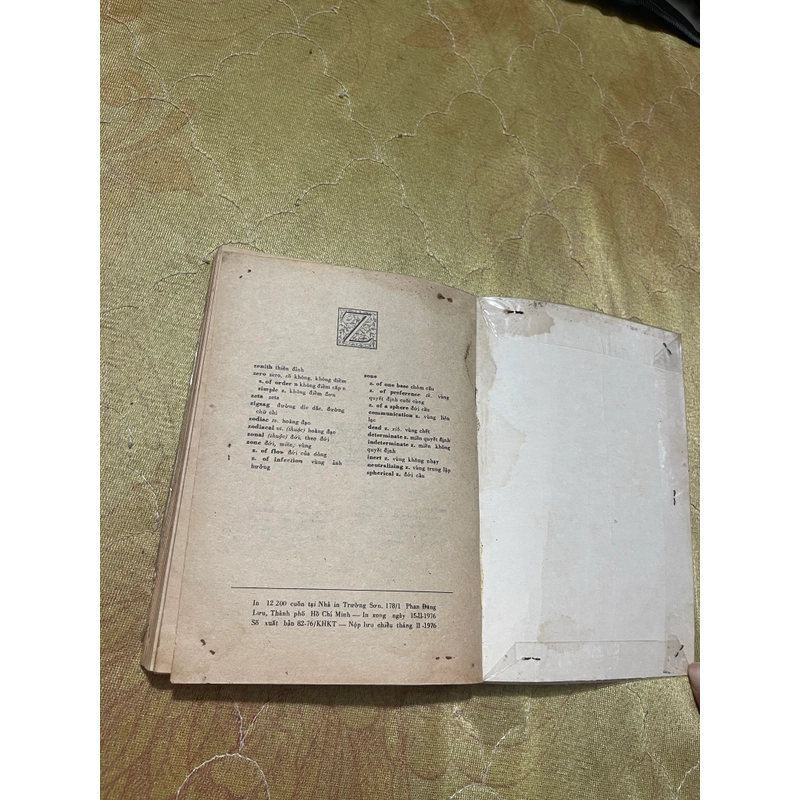 Z
zenith thiên đỉnh
zero zero, số không, không điểm
z. of order n không điểm cấp n
simple z. không điểm đơn
zeta zeta
zigzag đường díc dắc, đường
chữ chi
zodiac tv. hoàng đạo
zodiacal tv. (thuộc) hoàng đạo
zonal (thuộc) đới, theo đới
zone đới, miền, vùng
z. of flow đới của dòng
z. of infection vùng ảnh
hưởng
zone
z. of one base chỏm cầu
z. of preference tk. vùng
quyết định cuối cùng
z. of a sphere đới cầu
communication z. vùng liên
lạc
dead z. xib. vùng chết
determinate z. miền quyết định
indeterminate z. miền không
quyết định
inert z. vùng không nhạy
neutralizing z. vùng trung lập
spherical z. đới cầu
In 12 200 cuốn tại Nhà in Trường Sơn, 178/1 Phan Đăng
Lưu, Thành phố Hồ Chí Minh — In xong ngày 15-II-1976
Số xuất bản 82-76/KHKT — Nộp lưu chiểu tháng II-1976